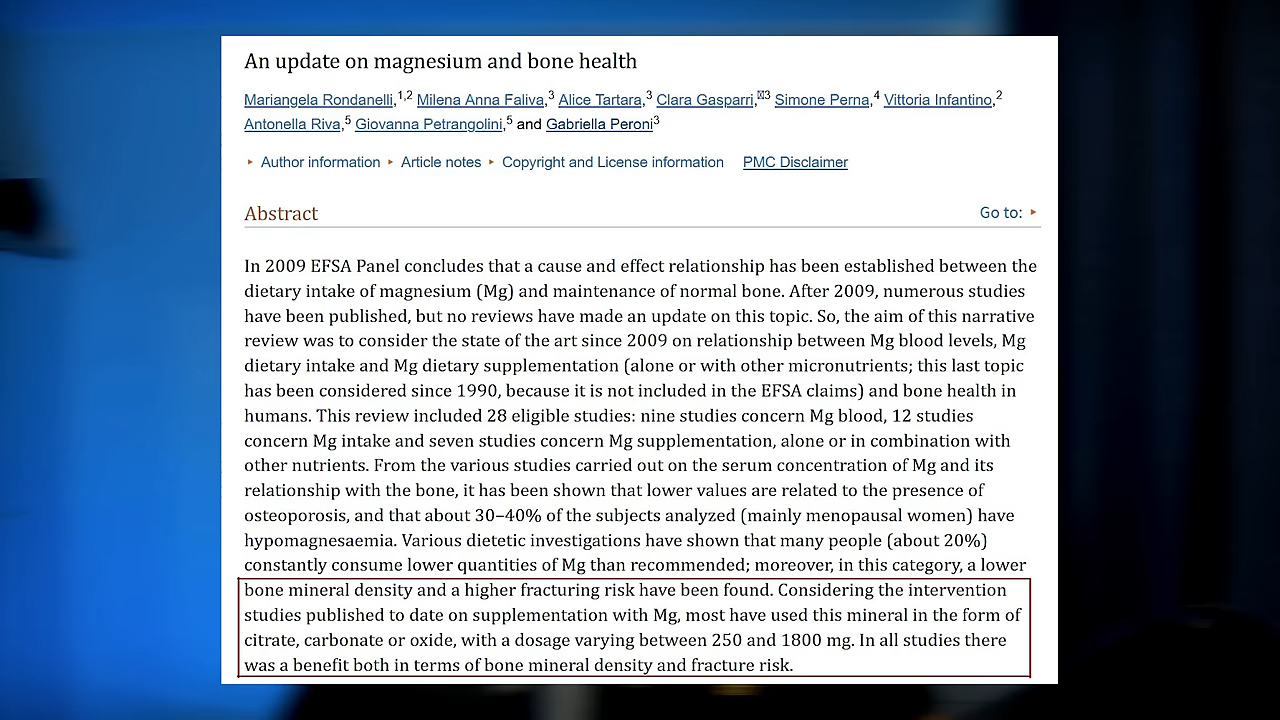 An update on magnesium and bone health
Mariangela Rondanelli,1,2 Milena Anna Faliva,3 Alice Tartara,3 Clara Gasparri,3 Simone Perna,4 Vittoria Infantino,2
Antonella Riva,5 Giovanna Petrangolini,5 and Gabriella Peroni3
Author information Article notes Copyright and License information PMC Disclaimer
Abstract Go to:
In 2009 EFSA Panel concludes that a cause and effect relationship has been established between the
dietary intake of magnesium (Mg) and maintenance of normal bone. After 2009, numerous studies
have been published, but no reviews have made an update on this topic. So, the aim of this narrative
review was to consider the state of the art since 2009 on relationship between Mg blood levels, Mg
dietary intake and Mg dietary supplementation (alone or with other micronutrients; this last topic
has been considered since 1990, because it is not included in the EFSA claims) and bone health in
humans. This review included 28 eligible studies: nine studies concern Mg blood, 12 studies
concern Mg intake and seven studies concern Mg supplementation, alone or in combination with
other nutrients. From the various studies carried out on the serum concentration of Mg and its
relationship with the bone, it has been shown that lower values are related to the presence of
osteoporosis, and that about 30–40% of the subjects analyzed (mainly menopausal women) have
hypomagnesaemia. Various dietetic investigations have shown that many people (about 20%)
constantly consume lower quantities of Mg than recommended; moreover, in this category, a lower
bone mineral density and a higher fracturing risk have been found. Considering the intervention
studies published to date on supplementation with Mg, most have used this mineral in the form of
citrate, carbonate or oxide, with a dosage varying between 250 and 1800 mg. In all studies there
was a benefit both in terms of bone mineral density and fracture risk.